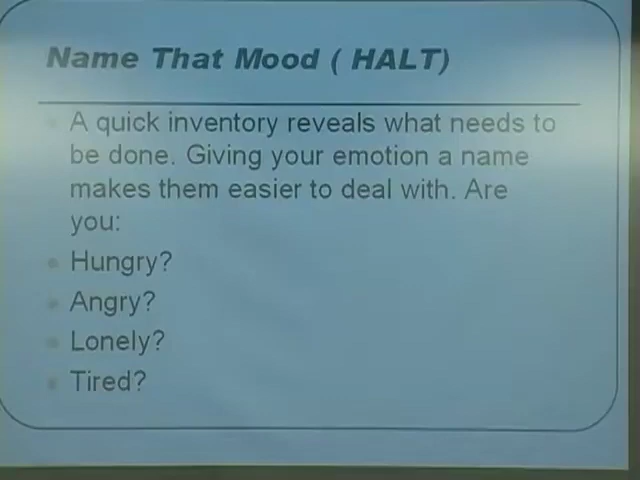 Name That Mood ( HALT)
A quick inventory reveals what needs to
be done. Giving your emotion a name
makes them easier to deal with. Are
you:
Hungry?
Angry?
Lonely?
Tired?